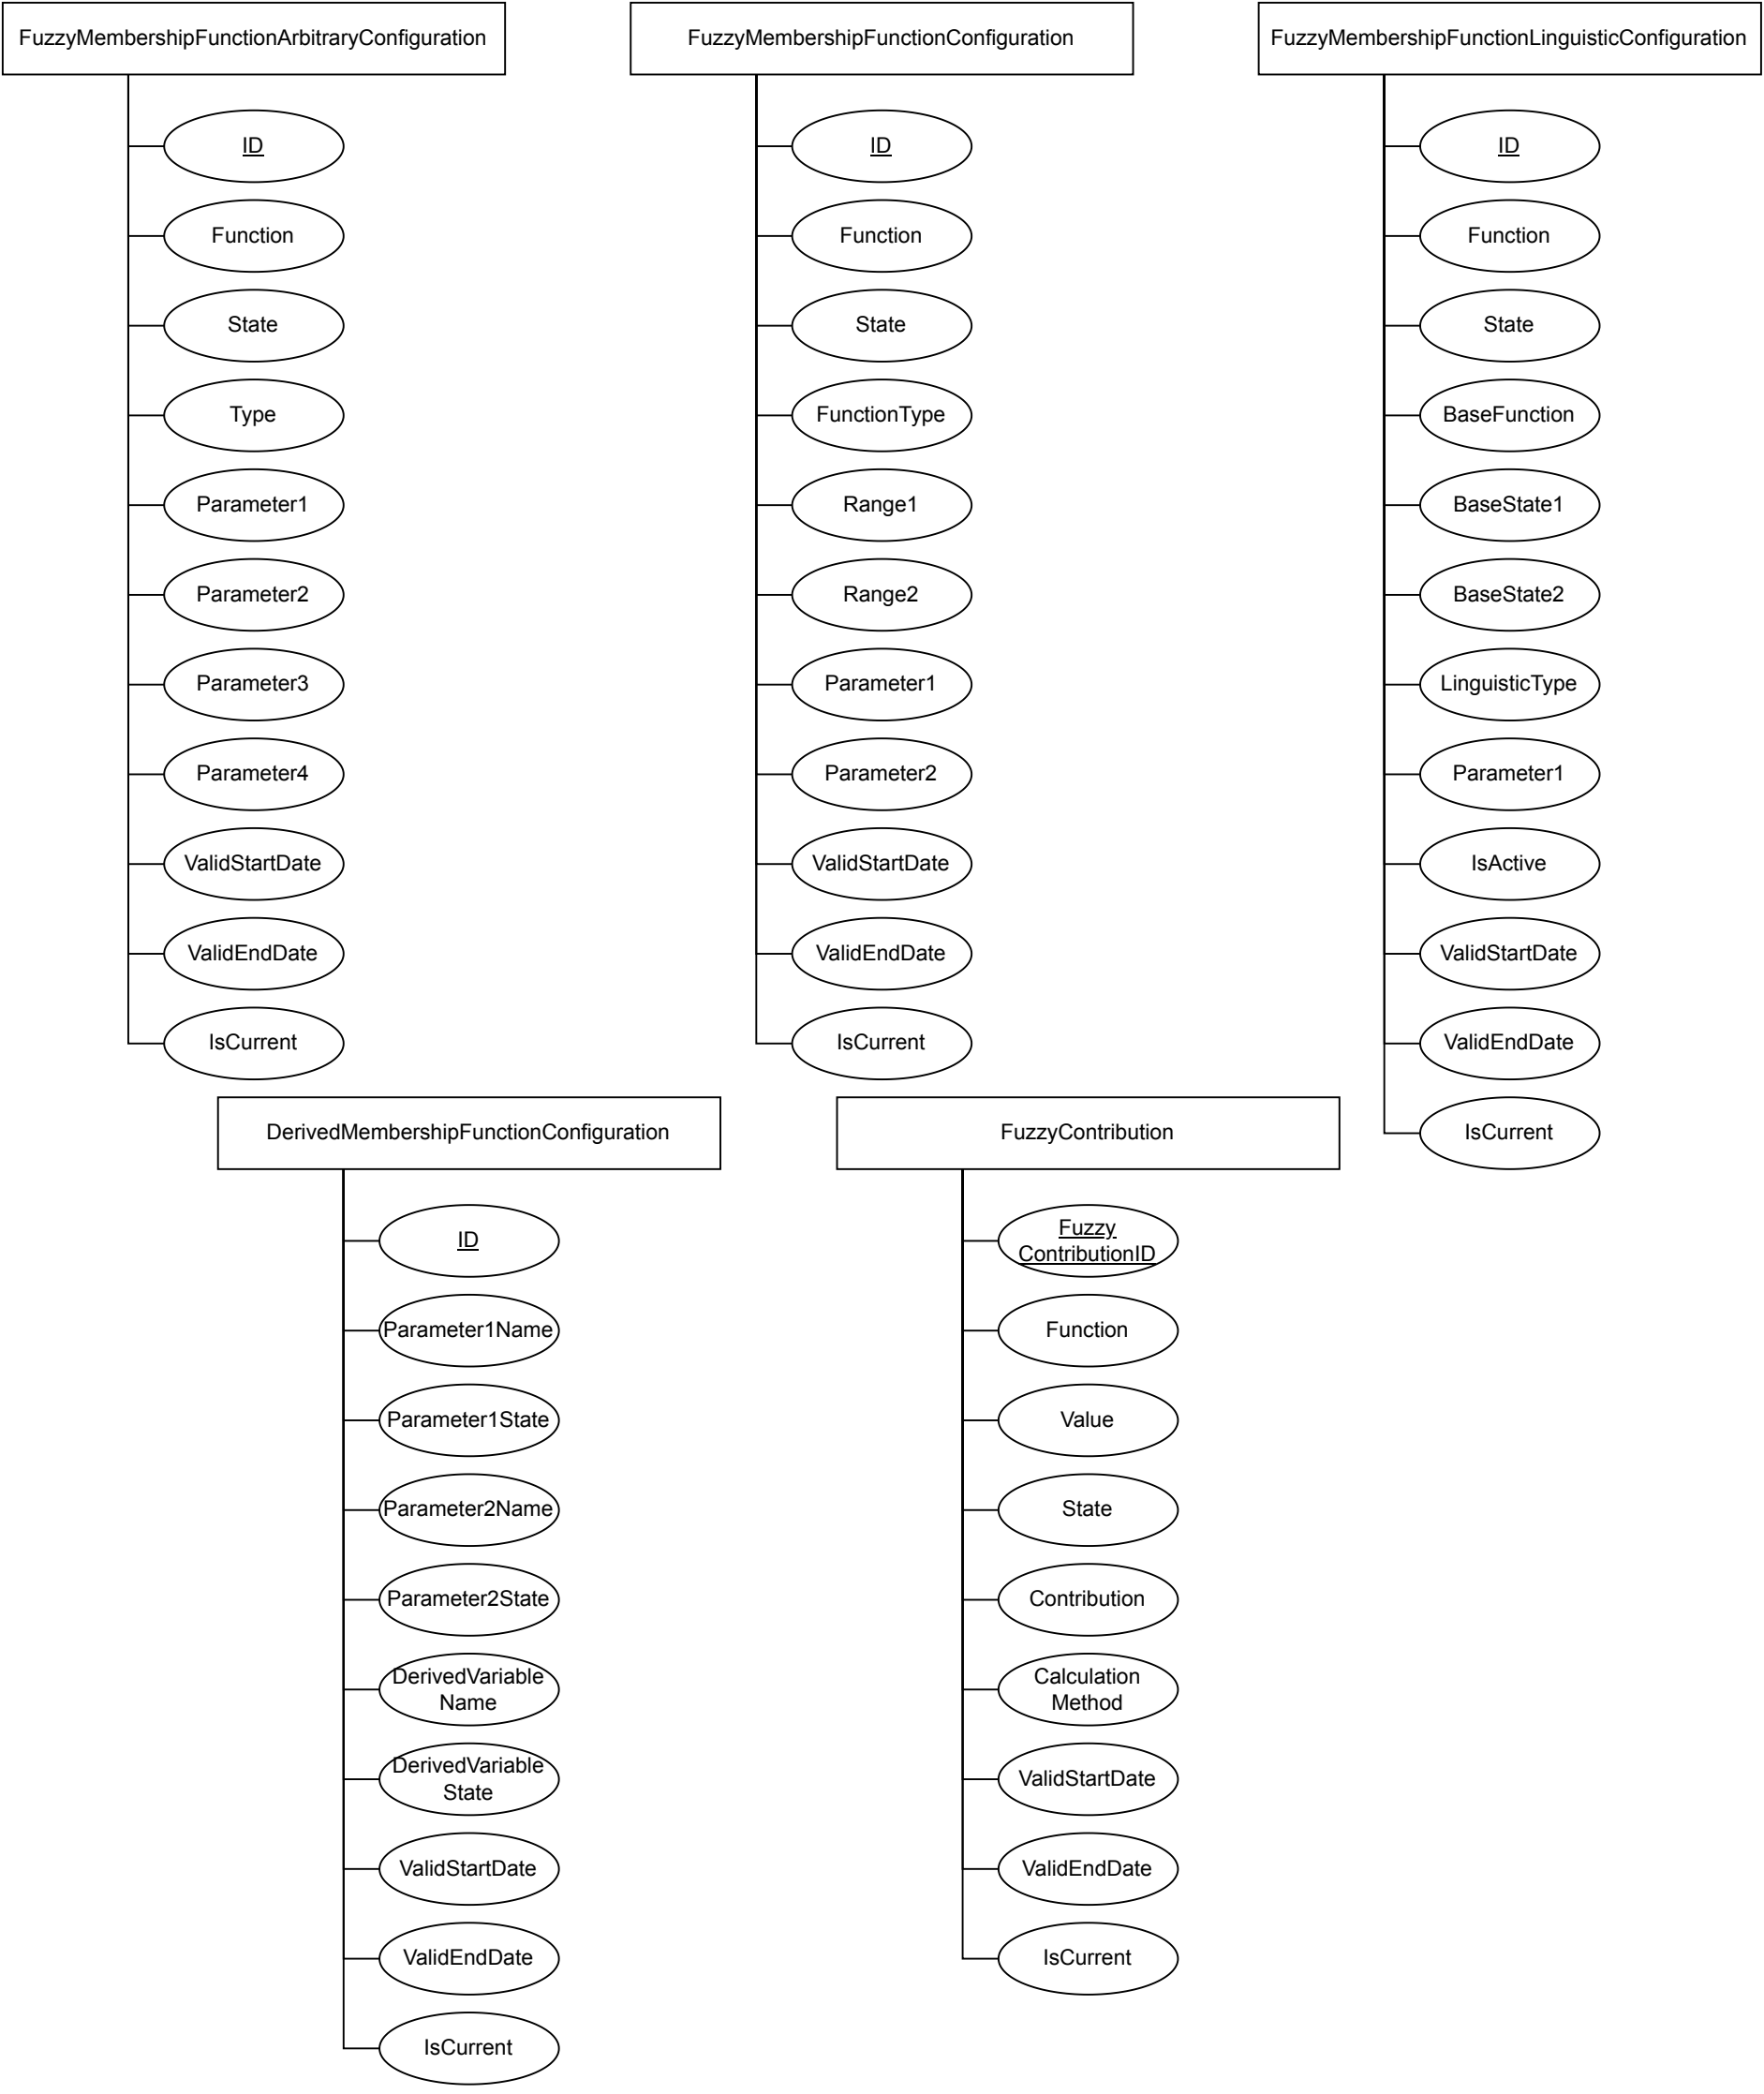 FuzzyMembershipFunctionArbitraryConfiguration
ID
Function
State
Type
Parameter1
Parameter2
Parameter3
Parameter4
ValidStartDate
ValidEndDate
IsCurrent
FuzzyMembershipFunctionConfiguration
ID
Function
State
FunctionType
Range1
Range2
Parameter1
Parameter2
ValidStartDate
ValidEndDate
IsCurrent
FuzzyMembershipFunctionLinguisticConfiguration
ID
Function
State
BaseFunction
BaseState1
BaseState2
LinguisticType
Parameter1
IsActive
ValidStartDate
ValidEndDate
IsCurrent
DerivedMembershipFunctionConfiguration
ID
Parameter1Name
Parameter1State
Parameter2Name
Parameter2State
DerivedVariable
Name
DerivedVariable
State
ValidStartDate
ValidEndDate
IsCurrent
FuzzyContribution
Fuzzy
ContributionID
Function
Value
State
Contribution
Calculation
Method
ValidStartDate
ValidEndDate
IsCurrent